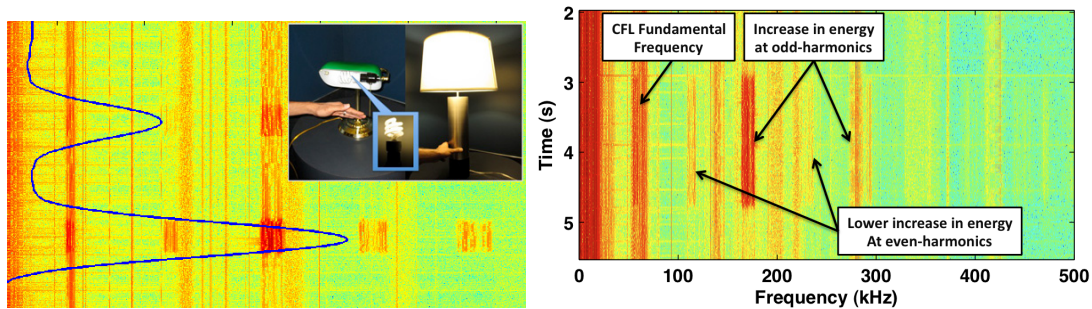 CFL Fundamental
Frequency
Increase in energy
at odd-harmonics
Lower increase in energy
At even-harmonics
Time (s)
2
3
4
5
0
100
200
300
400
500
Frequency (kHz)